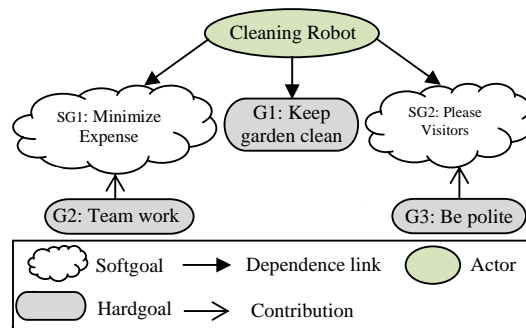 Cleaning Robot
SG1: Minimize
Expense
G1: Keep
garden clean
SG2: Please
Visitors
G2: Team work
G3: Be polite
Softgoal
Dependence link
Actor
Hardgoal
Contribution